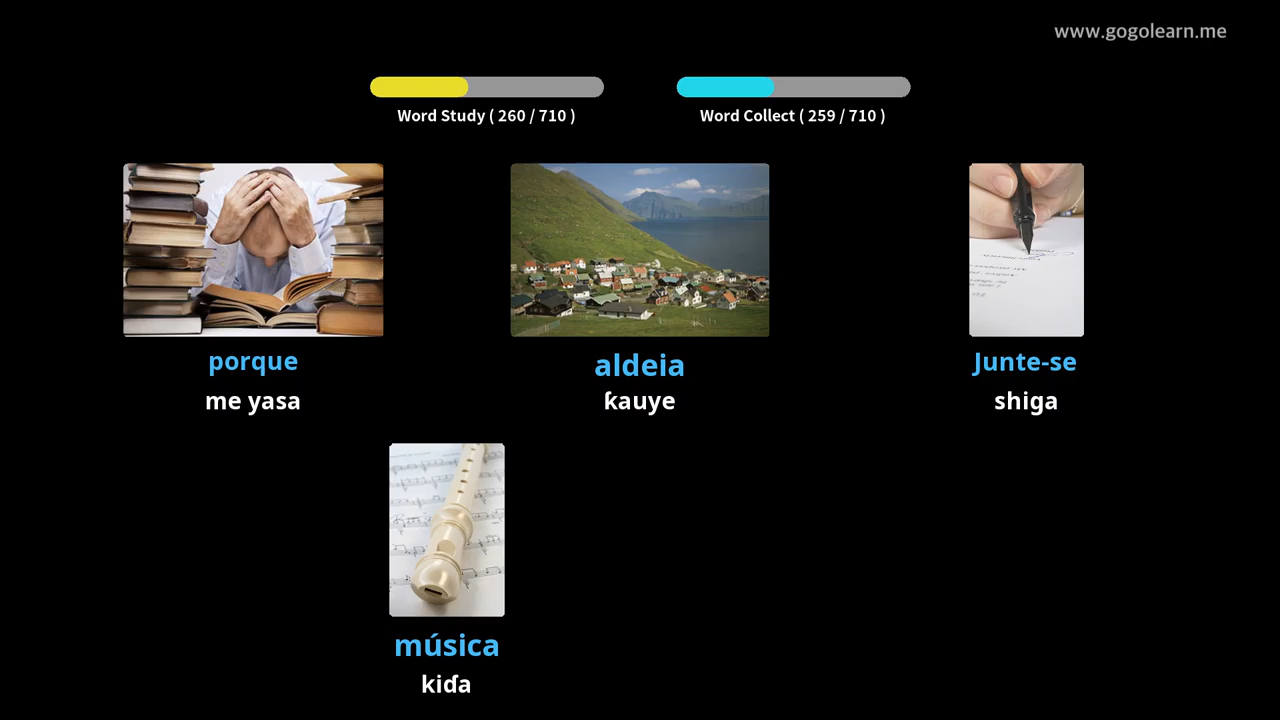 www.gogolearn.me
Word Study ( 260 / 710 )
Word Collect ( 259 / 710 )
porque
me yasa
aldeia
ƙauye
Junte-se
shiga
música
kiɗa